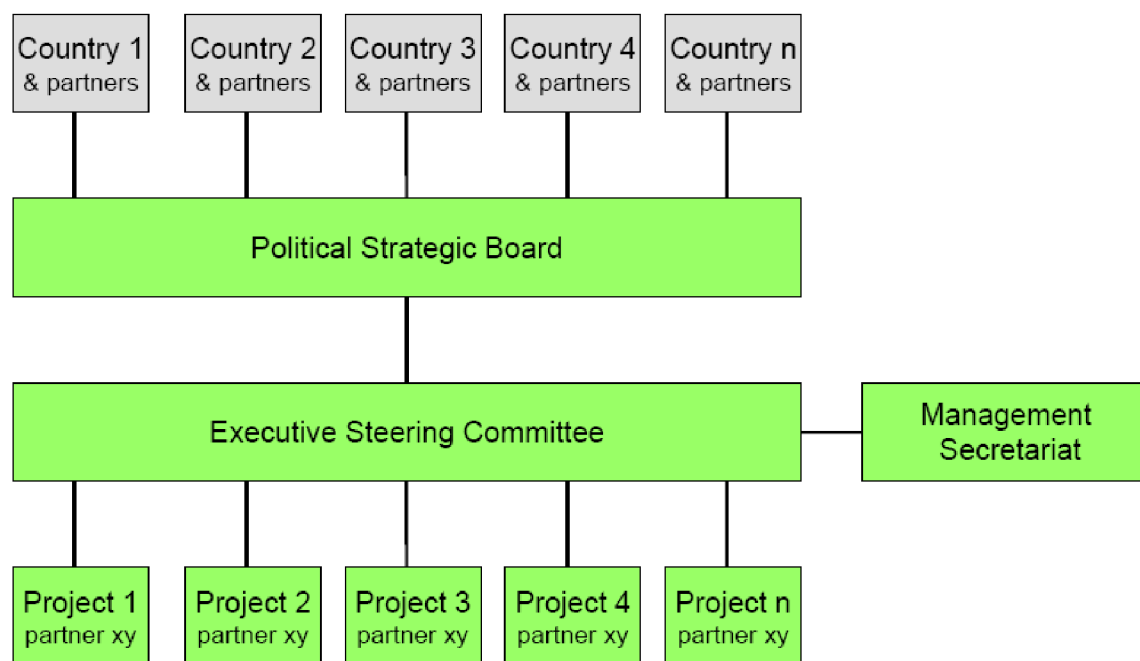 Country 1
& partners
Country 2
& partners
Country 3
& partners
Country 4
& partners
Country n
& partners
Political Strategic Board
Executive Steering Committee
Management
Secretariat
Project 1
partner xy
Project 2
partner xy
Project 3
partner xy
Project 4
partner xy
Project n
partner xy